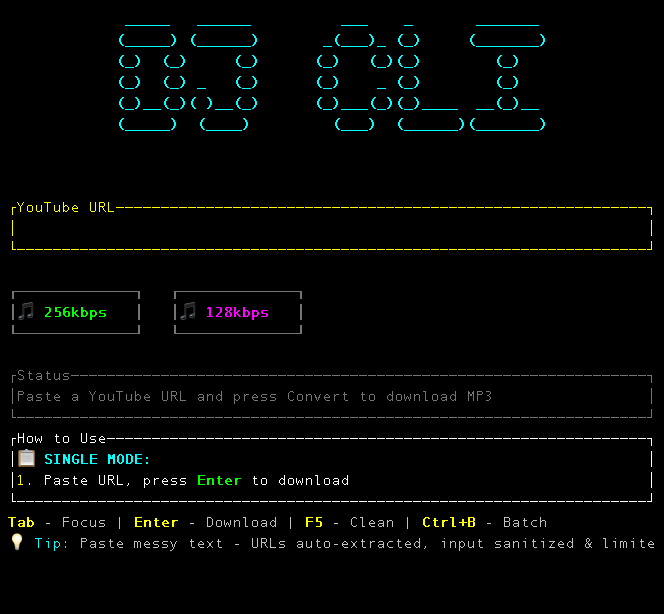 DJ CLI
YouTube URL
256kbps
128kbps
Status
Paste a YouTube URL and press Convert to download MP3
How to Use
SINGLE MODE:
1. Paste URL, press Enter to download
Tab - Focus | Enter - Download | F5 - Clean | Ctrl+B - Batch
Tip: Paste messy text - URLs auto-extracted, input sanitized & limite